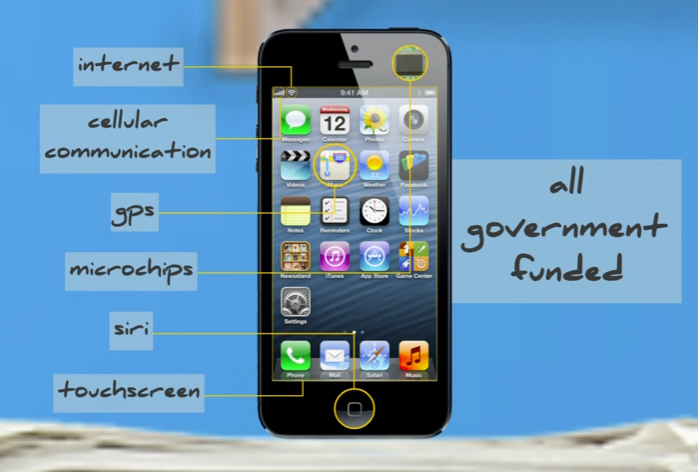 internet
cellular
communication
gps
microchips
siri
touchscreen
all
government
funded
9:41 AM
Wednesday
12
Messages
Calendar
Photos
Camera
Videos
Maps
Weather
Passbook
Notes
Reminders
Clock
Stocks
Newsstand
iTunes
App Store
Game Center
Settings
Phone
Mail
Safari
Music